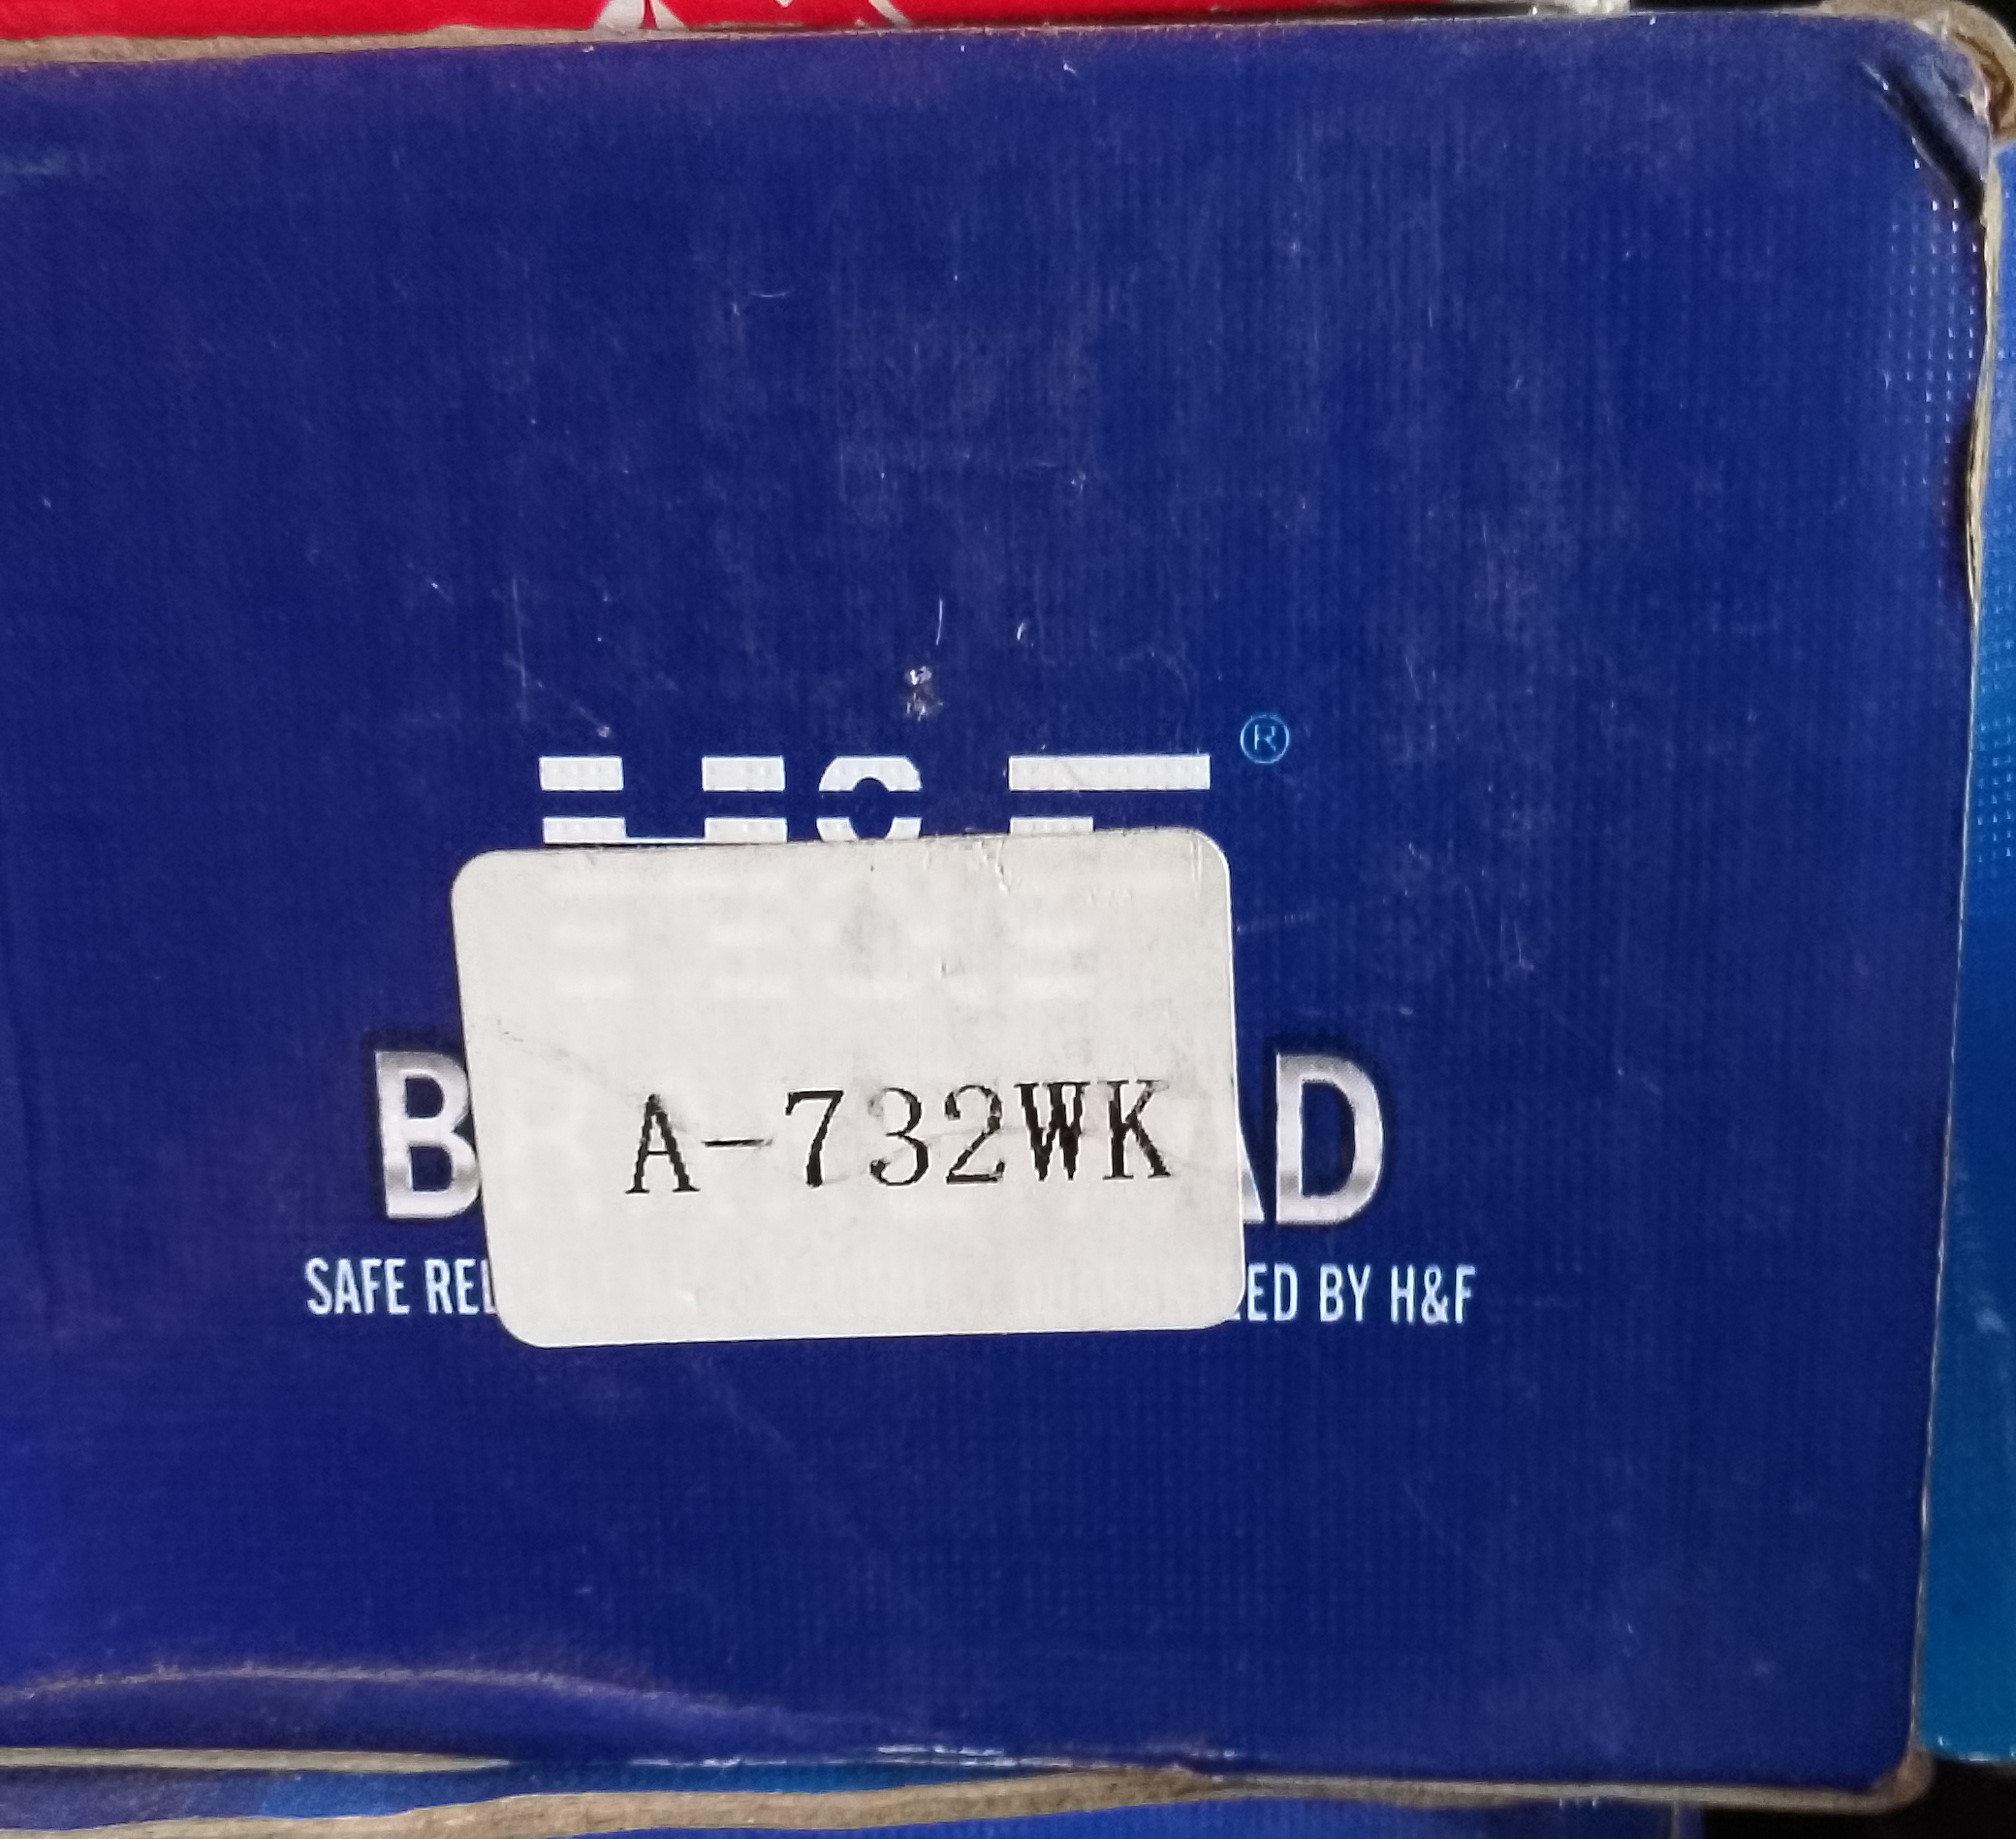 H&F ®
A-732WK
SAFE REL
ED BY H&F